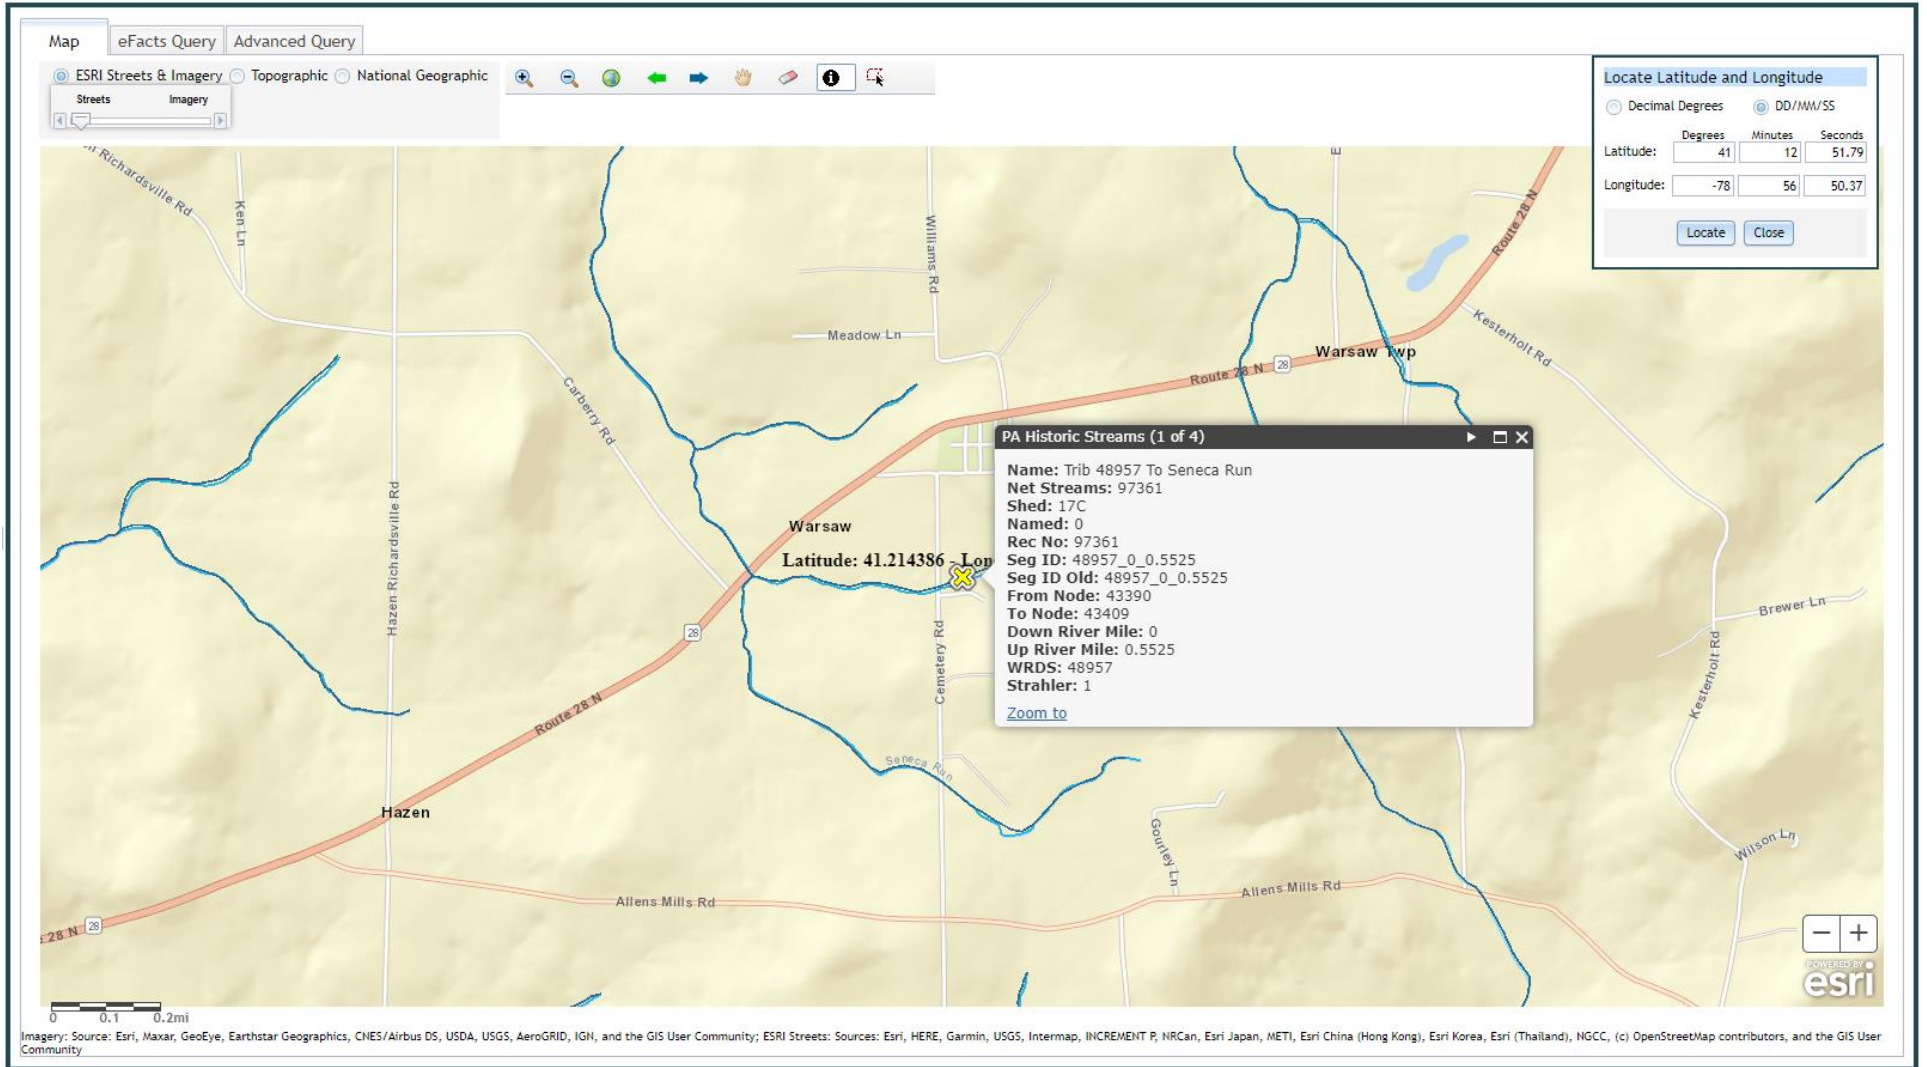 Map
eFacts Query
Advanced Query
ESRI Streets & Imagery
Topographic
National Geographic
Streets
Imagery
Locate Latitude and Longitude
Decimal Degrees
DD/MM/SS
Degrees
Minutes
Seconds
Latitude:
41
12
51.79
Longitude:
-78
56
50.37
Locate
Close
Richardsville Rd
Ken Ln
Williams Rd
E
Route 28 N
Meadow Ln
Kesterholt Rd
Warsaw Twp
28
Route 28 N
Carberry Rd
PA Historic Streams (1 of 4)
Name: Trib 48957 To Seneca Run
Net Streams: 97361
Shed: 17C
Named: 0
Rec No: 97361
Seg ID: 48957_0_0.5525
Seg ID Old: 48957_0_0.5525
From Node: 43390
To Node: 43409
Down River Mile: 0
Up River Mile: 0.5525
WRDS: 48957
Strahler: 1
Zoom to
Hazen Richardsville Rd
Warsaw
Latitude: 41.214386 - Lon
Brewer Ln
28
Cemetery Rd
Kesterholt Rd
Route 28 N
Seneca Run
Hazen
Gourley Ln
Wilson Ln
Allens Mills Rd
Allens Mills Rd
28 N
28
POWERED BY
esri
0
0.1
0.2mi
Imagery: Source: Esri, Maxar, GeoEye, Earthstar Geographics, CNES/Airbus DS, USDA, USGS, AeroGRID, IGN, and the GIS User Community; ESRI Streets: Sources: Esri, HERE, Garmin, USGS, Intermap, INCREMENT P, NRCan, Esri Japan, METI, Esri China (Hong Kong), Esri Korea, Esri (Thailand), NGCC, (c) OpenStreetMap contributors, and the GIS User
Community